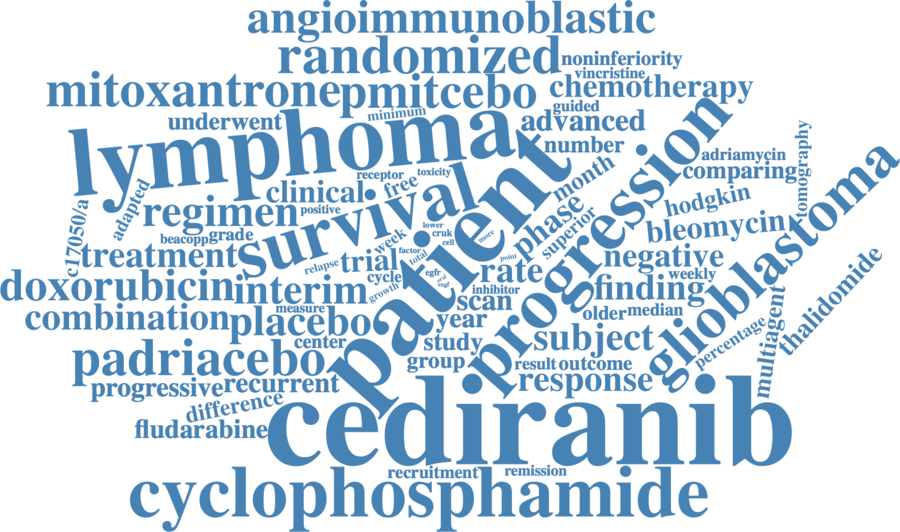 angioimmunoblastic
randomized
noninferiority
vincristine
mitoxantrone
pmitcebo
chemotherapy
guided
minimum
underwent
advanced
lymphoma
number
patient
progression
adriamycin
comparing
tomography
glioblastoma
receptor
toxicity
free
month
clinical
survival
adapted
regimen
positive
hodgkin
superior
phase
bleomycin
c17050/a
beacopp
grade
lower
cruk
cell
more
week
treatment
relapse
trial
factor
total
point
rate
negative
weekly
thalidomide
cycle
egfr
vegf
growth
inhibitor
doxorubicin
interim
scan
finding
measure
older
median
combination
placebo
year
multiagent
percentage
center
study
subject
padriacebo
group
result
outcome
progressive
recurrent
response
difference
cediranib
fludarabine
recruitment
remission
cyclophosphamide